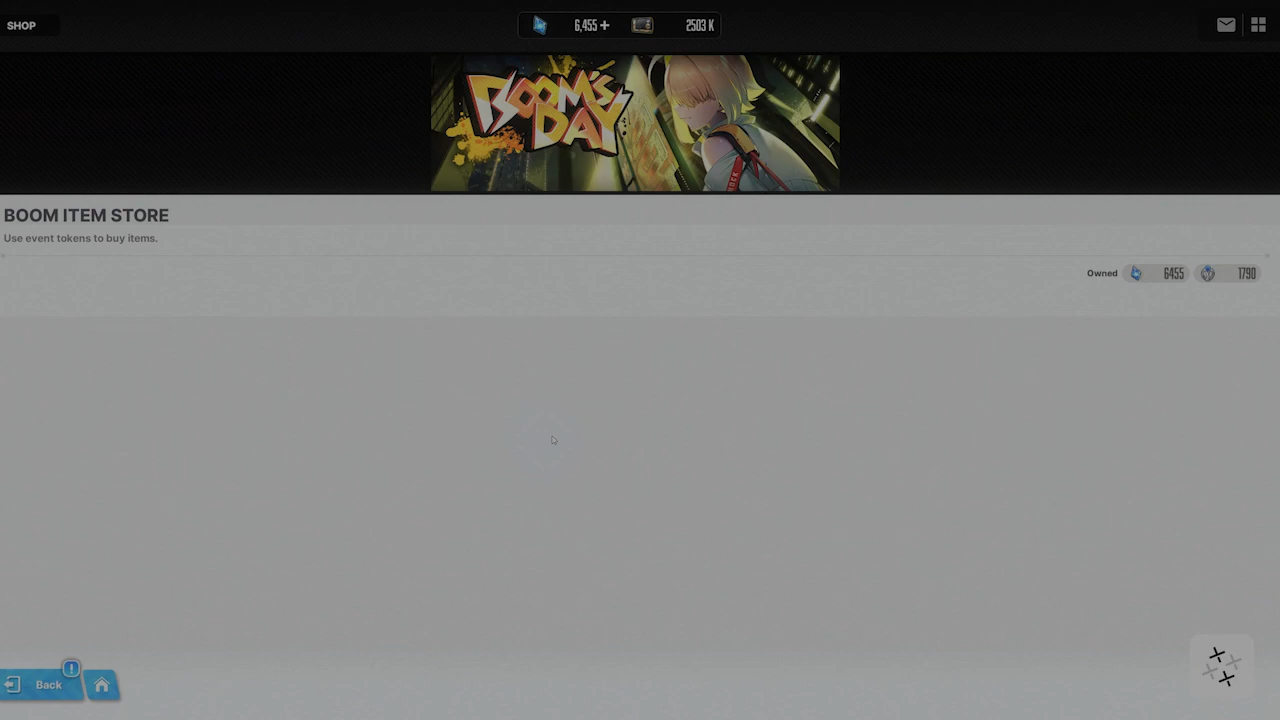 SHOP
6,455 +
2503 K
BOOM'S
DAY
BOOM ITEM STORE
Use event tokens to buy items.
Owned 6455 1790
! 
Back